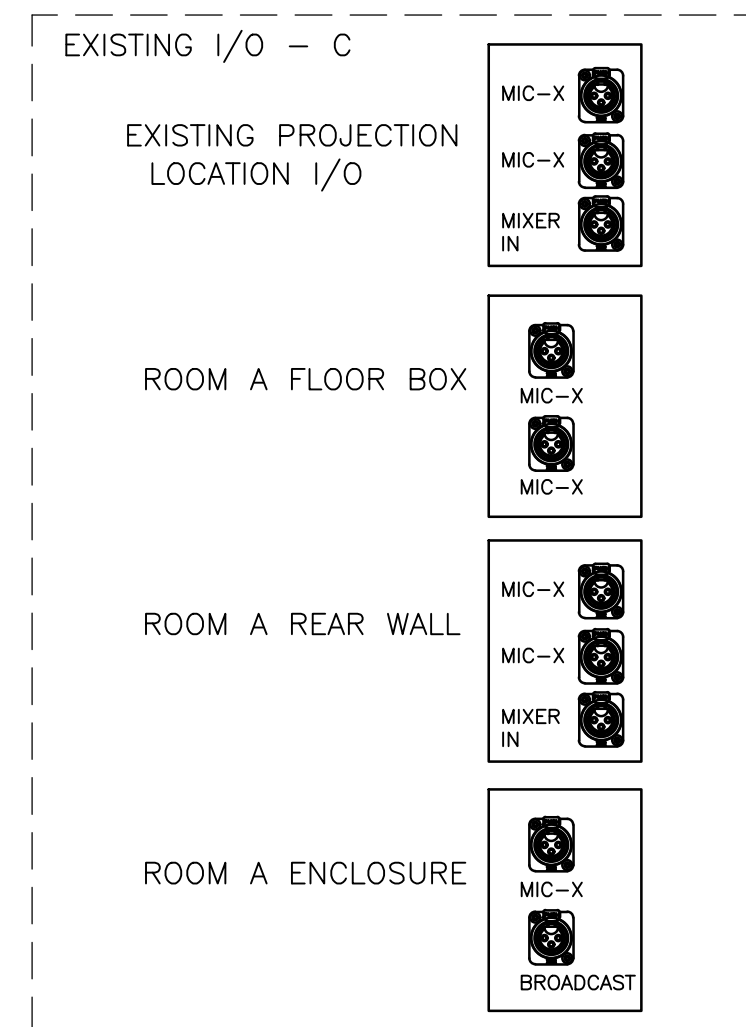 EXISTING I/O – C
EXISTING PROJECTION
LOCATION I/O
MIC–X
MIC–X
MIXER
IN
ROOM A FLOOR BOX
MIC–X
MIC–X
ROOM A REAR WALL
MIC–X
MIC–X
MIXER
IN
ROOM A ENCLOSURE
MIC–X
BROADCAST